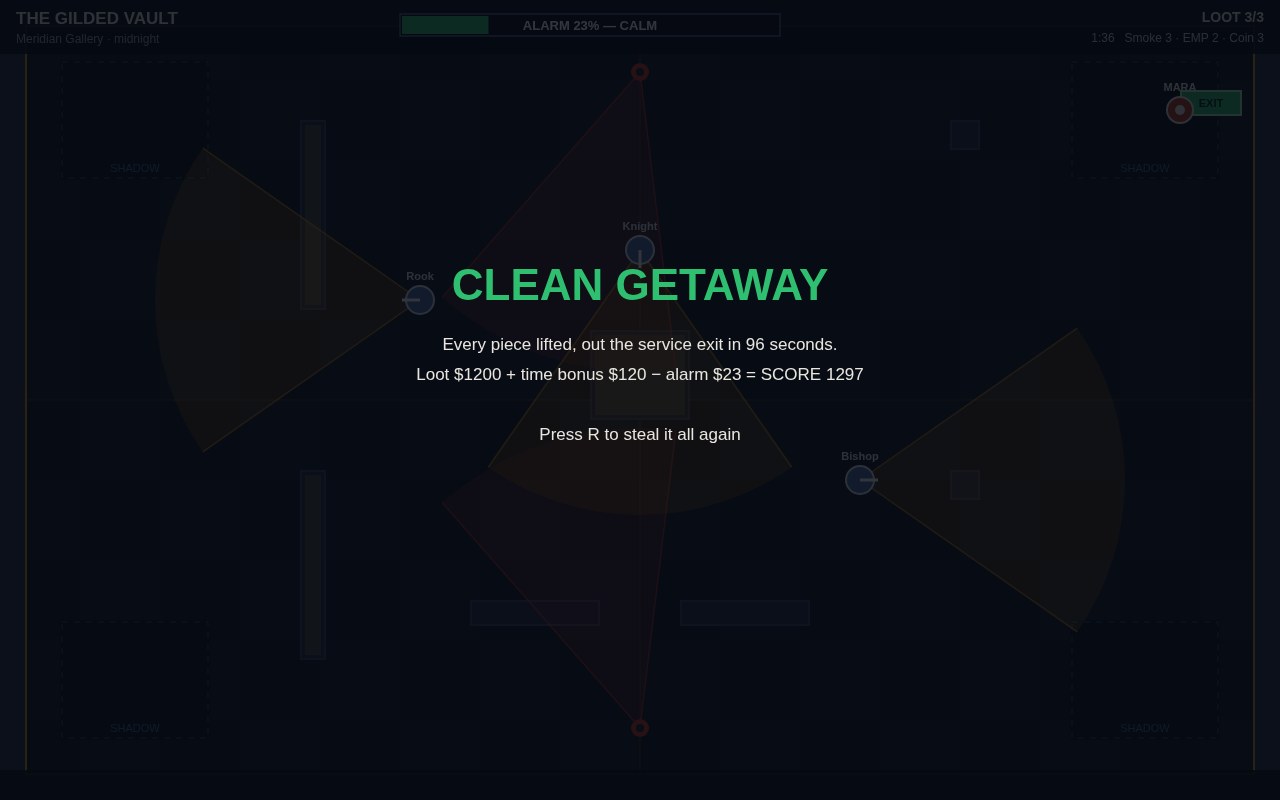 THE GILDED VAULT
Meridian Gallery · midnight
ALARM 23% — CALM
LOOT 3/3
1:36 Smoke 3 · EMP 2 · Coin 3
MARA
EXIT
SHADOW
SHADOW
Knight
Rook
CLEAN GETAWAY
Every piece lifted, out the service exit in 96 seconds.
Loot $1200 + time bonus $120 − alarm $23 = SCORE 1297
Press R to steal it all again
Bishop
SHADOW
SHADOW